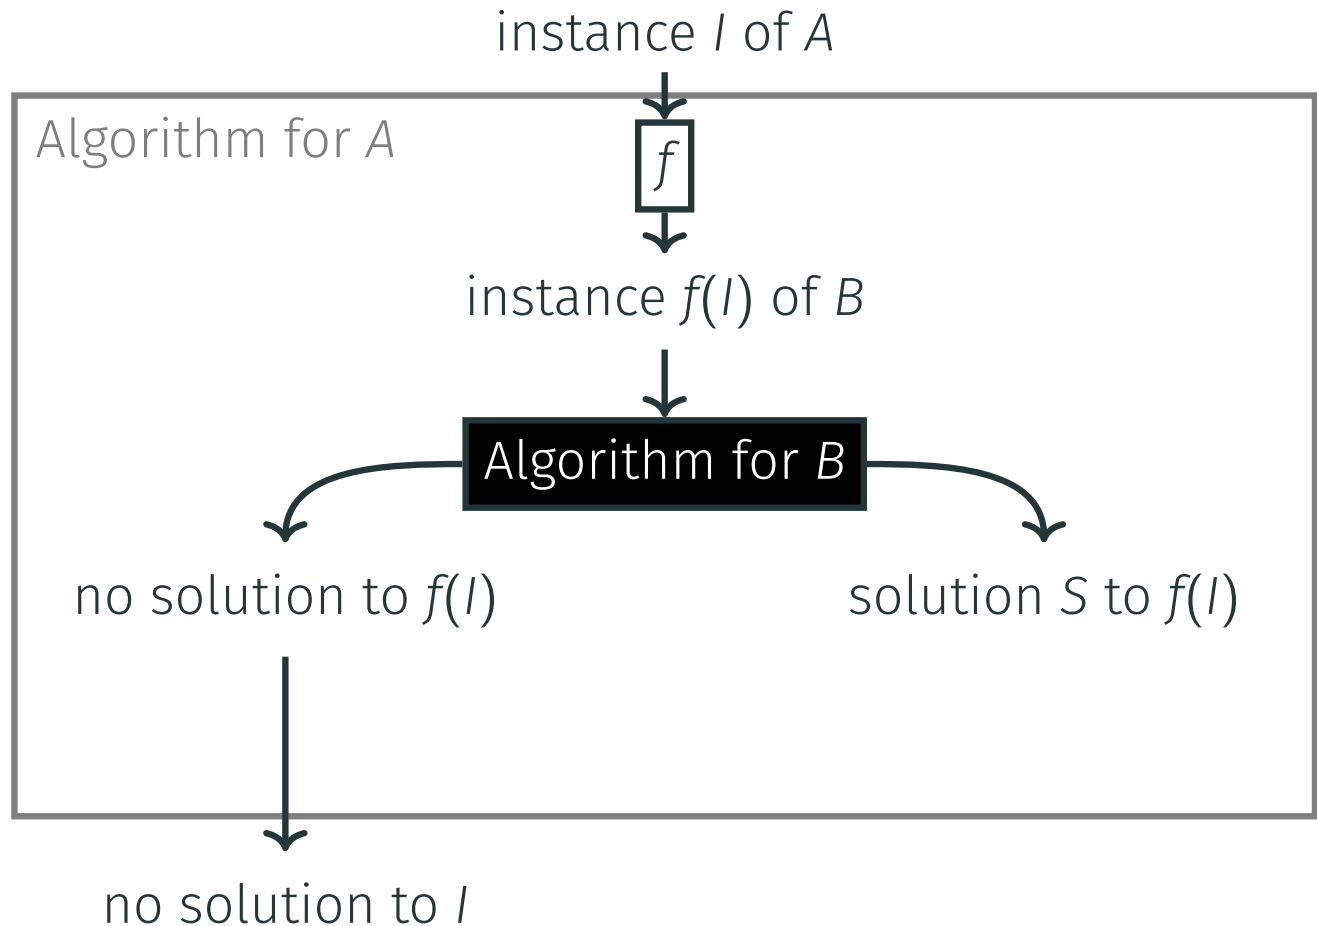 instance I of A
Algorithm for A
f
instance f(I) of B
Algorithm for B
no solution to f(I)
solution S to f(I)
no solution to I